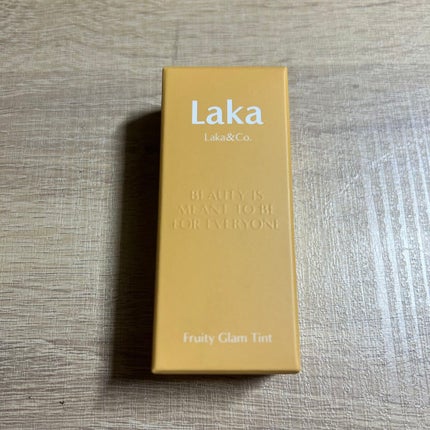 Laka
Laka&Co.
BEAUTY IS
MEANT TO BE
FOR EVERYONE
Fruity Glam Tint